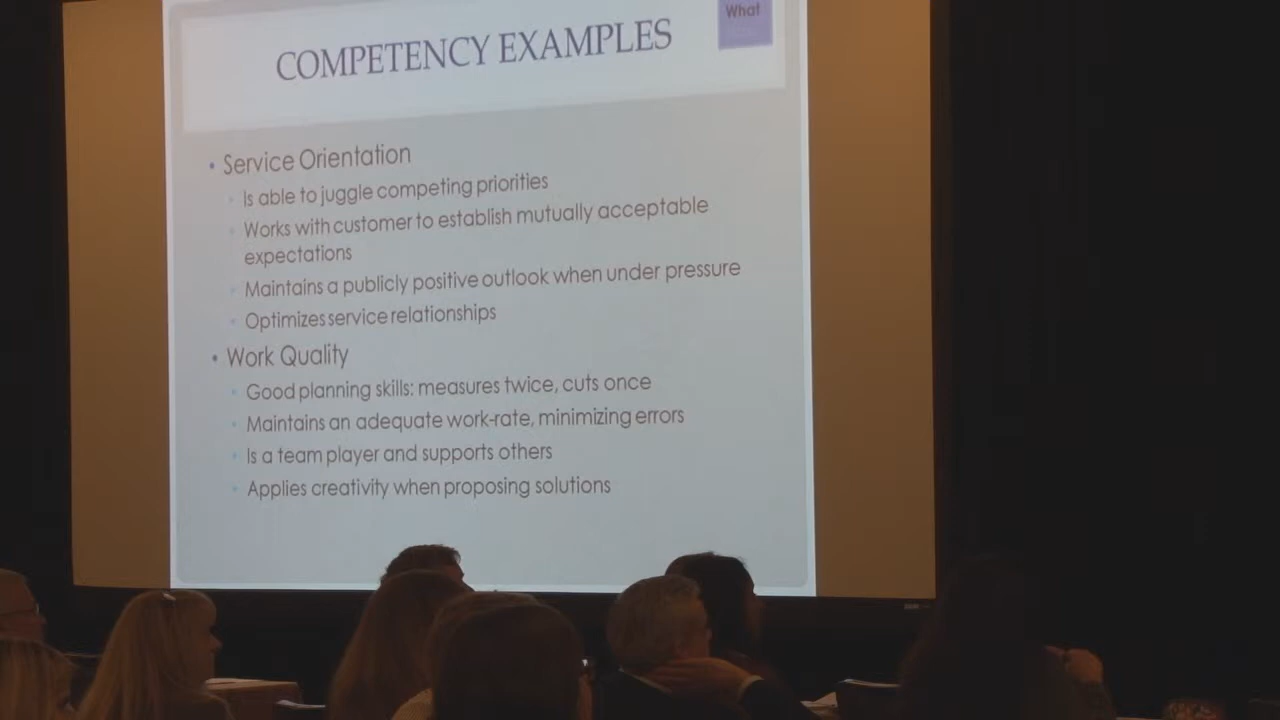 What
COMPETENCY EXAMPLES
• Service Orientation
• Is able to juggle competing priorities
• Works with customer to establish mutually acceptable
expectations
• Maintains a publicly positive outlook when under pressure
• Optimizes service relationships
• Work Quality
• Good planning skills: measures twice, cuts once
• Maintains an adequate work-rate, minimizing errors
• Is a team player and supports others
• Applies creativity when proposing solutions